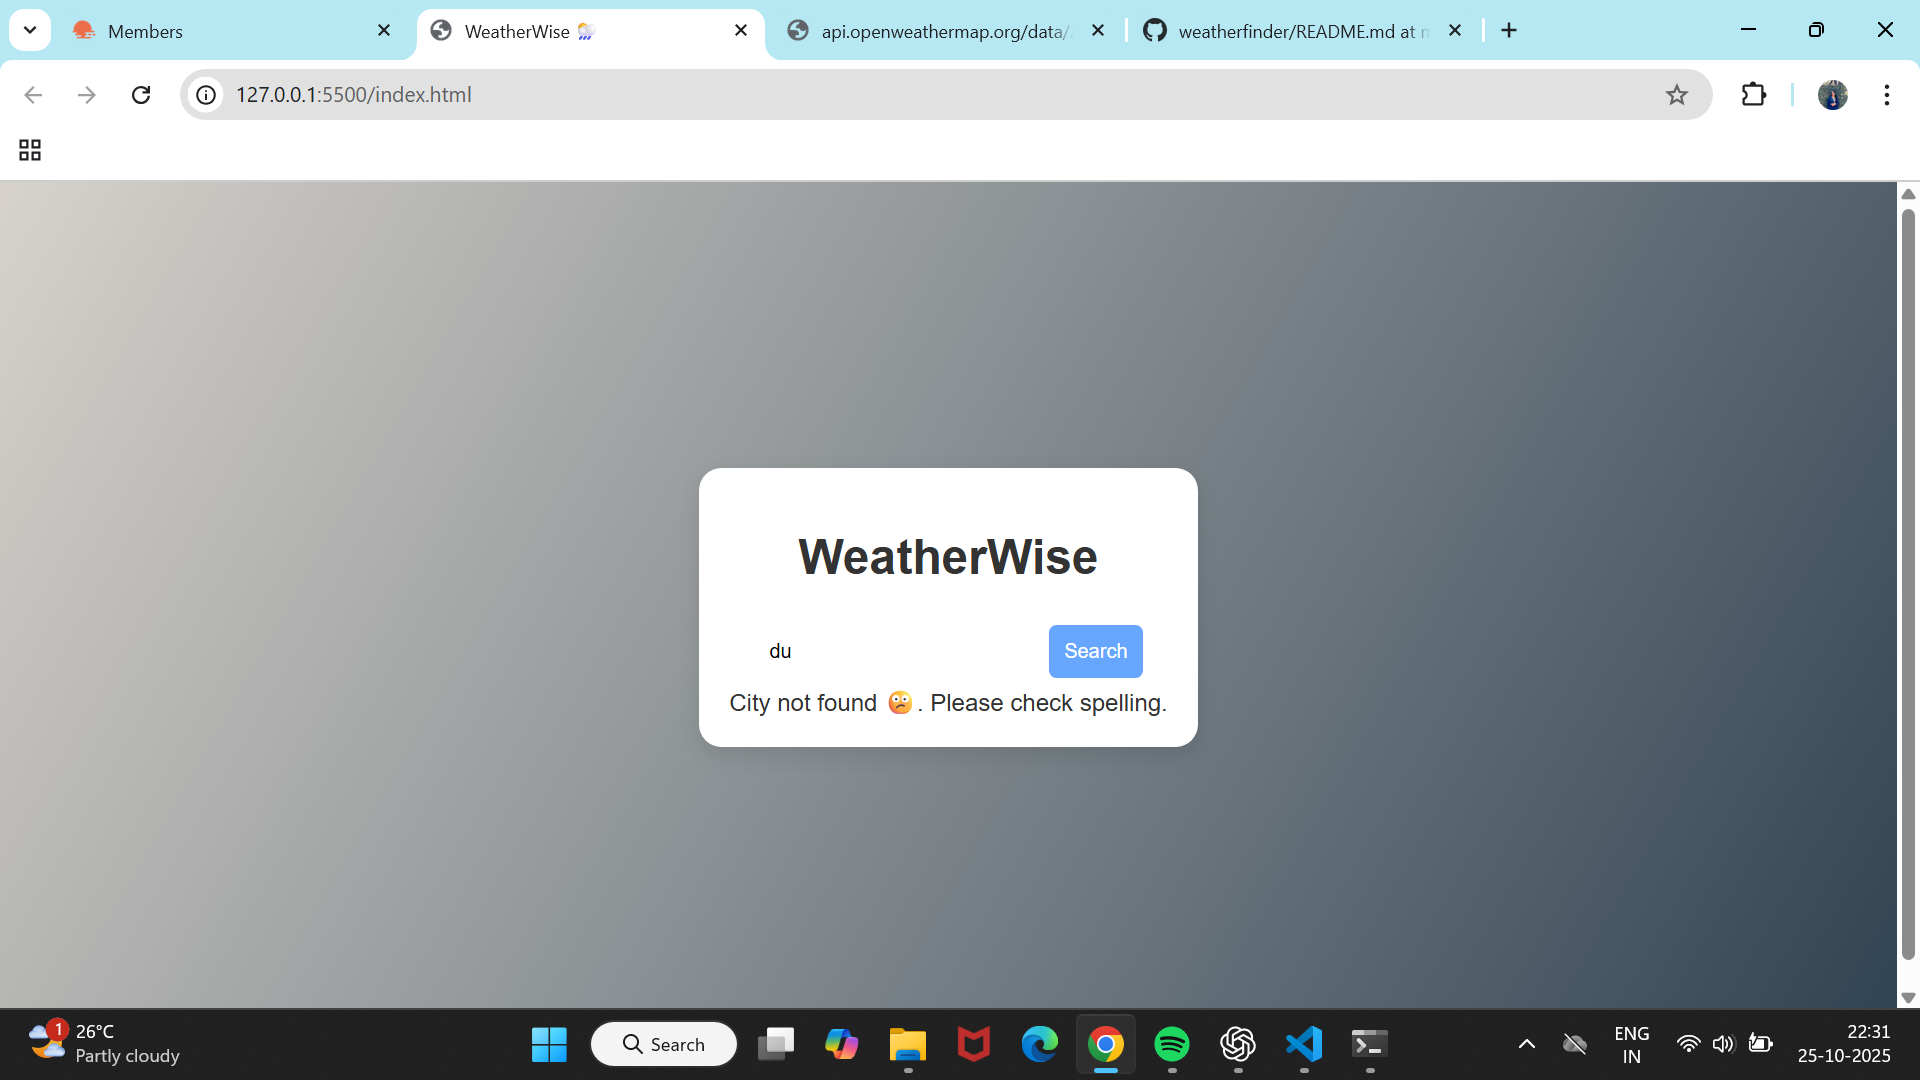 Members
WeatherWise 🌧️
api.openweathermap.org/data/
weatherfinder/README.md at
127.0.0.1:5500/index.html
WeatherWise
du
Search
City not found 😕. Please check spelling.
1
26°C
Partly cloudy
Search
ENG
IN
22:31
25-10-2025